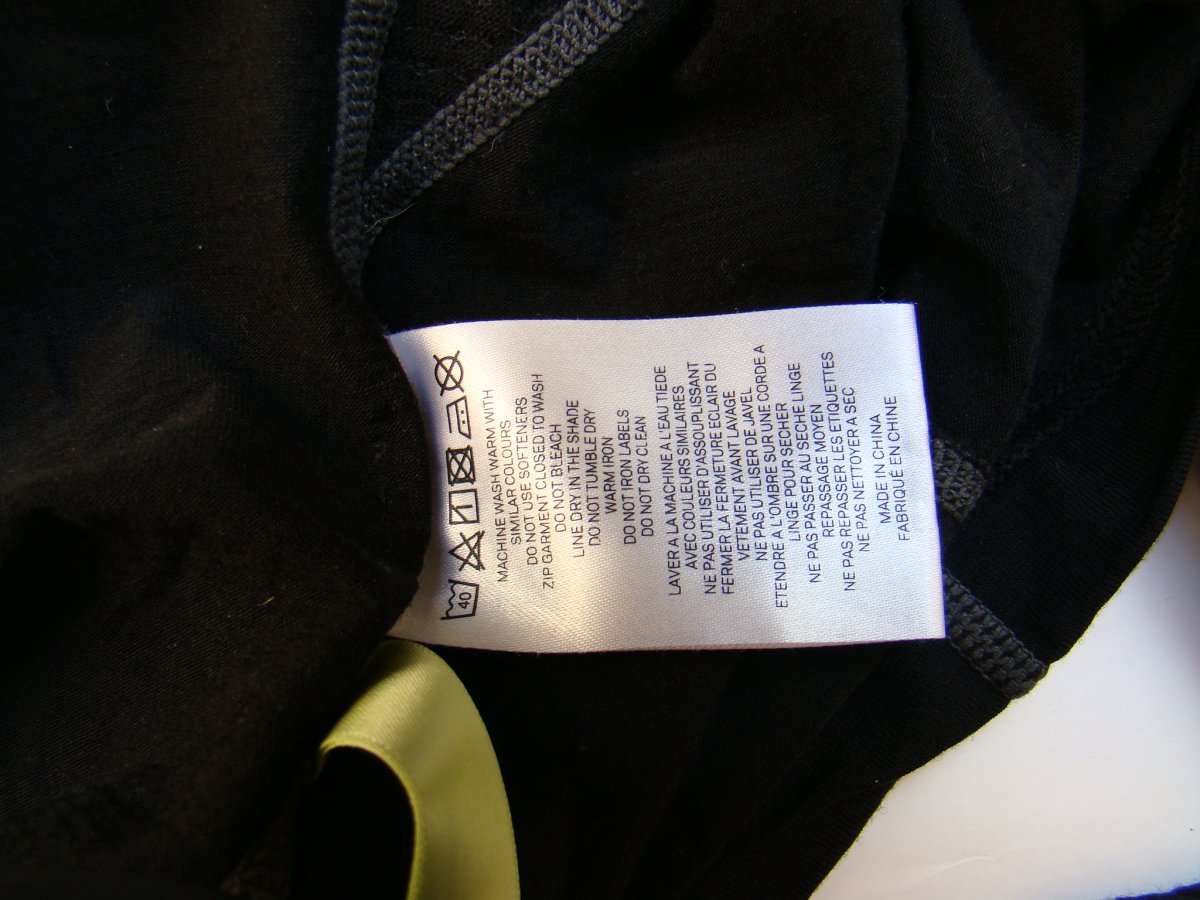 40
MACHINE WASH WARM WITH
SIMILAR COLOURS
DO NOT USE SOFTENERS
ZIP GARMENT CLOSED TO WASH
DO NOT BLEACH
LINE DRY IN THE SHADE
DO NOT TUMBLE DRY
WARM IRON
DO NOT IRON LABELS
DO NOT DRY CLEAN
LAVER A LA MACHINE A L'EAU TIEDE
AVEC COULEURS SIMILAIRES
NE PAS UTILISER D'ASSOUPLISSANT
FERMER LA FERMETURE ECLAIR DU
VETEMENT AVANT LAVAGE
NE PAS UTILISER DE JAVEL
ETENDRE A L'OMBRE SUR UNE CORDE A
LINGE POUR SECHER
NE PAS PASSER AU SECHE LINGE
REPASSAGE MOYEN
NE PAS REPASSER LES ETIQUETTES
NE PAS NETTOYER A SEC
MADE IN CHINA
FABRIQUÉ EN CHINE